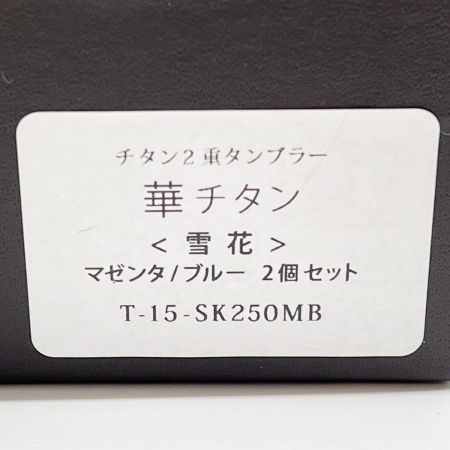 チタン２重タンブラー
華チタン
＜雪花＞
マゼンタ/ブルー 2個セット
T-15-SK250MB